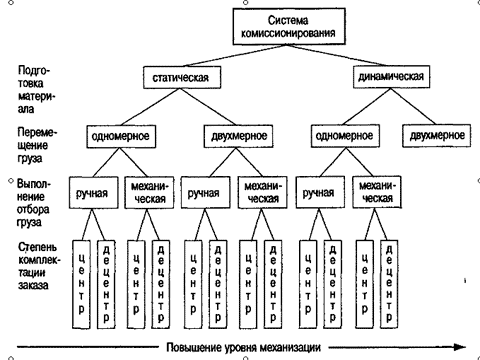 Система
комиссионирования
Подго-
товка
матери-
ала
статическая
динамическая
Переме-
щение
груза
одномерное
двухмерное
одномерное
двухмерное
Выпол-
нение
отбора
груза
ручная
механи-
ческая
ручная
механи-
ческая
ручная
механи-
ческая
Степень
комплек-
тации
заказа
центр
децентр
центр
децентр
центр
децентр
центр
децентр
центр
децентр
центр
децентр
Повышение уровня механизации